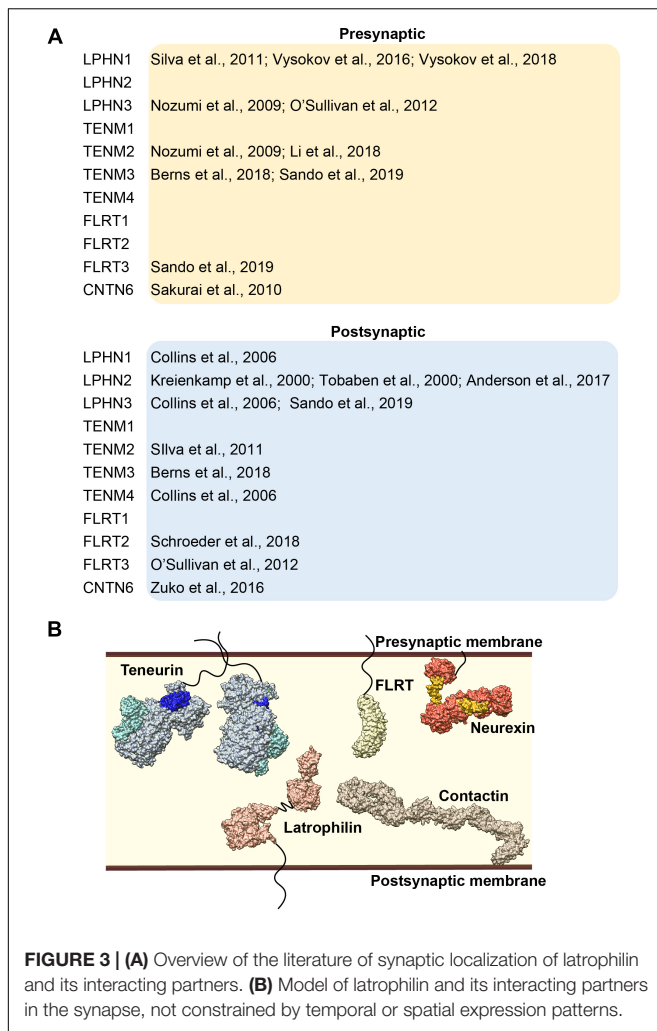 A
Presynaptic
LPHN1 Silva et al., 2011; Vysokov et al., 2016; Vysokov et al., 2018
LPHN2
LPHN3 Nozumi et al., 2009; O'Sullivan et al., 2012
TENM1
TENM2 Nozumi et al., 2009; Li et al., 2018
TENM3 Berns et al., 2018; Sando et al., 2019
TENM4
FLRT1
FLRT2
FLRT3 Sando et al., 2019
CNTN6 Sakurai et al., 2010
Postsynaptic
LPHN1 Collins et al., 2006
LPHN2 Kreienkamp et al., 2000; Tobaben et al., 2000; Anderson et al., 2017
LPHN3 Collins et al., 2006; Sando et al., 2019
TENM1
TENM2 SIlva et al., 2011
TENM3 Berns et al., 2018
TENM4 Collins et al., 2006
FLRT1
FLRT2 Schroeder et al., 2018
FLRT3 O'Sullivan et al., 2012
CNTN6 Zuko et al., 2016
B
Presynaptic membrane
Teneurin
FLRT
Neurexin
Contactin
Latrophilin
Postsynaptic membrane
FIGURE 3 | (A) Overview of the literature of synaptic localization of latrophilin
and its interacting partners. (B) Model of latrophilin and its interacting partners
in the synapse, not constrained by temporal or spatial expression patterns.